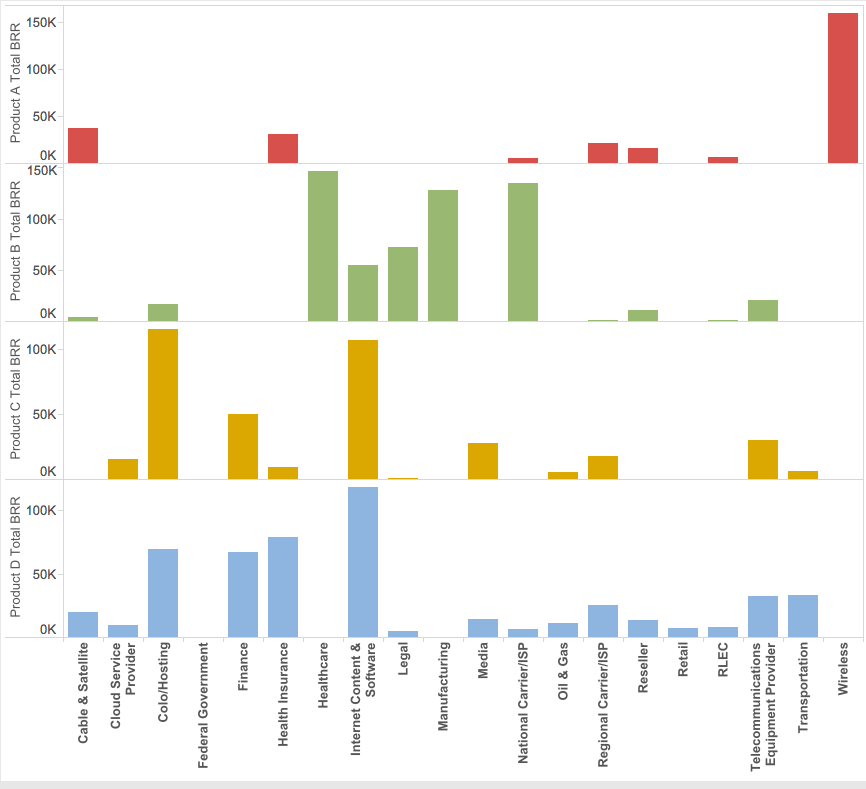 Product A Total BRR
150K
100K
50K
0K
Product B Total BRR
150K
100K
50K
0K
Product C Total BRR
100K
50K
0K
Product D Total BRR
100K
50K
0K
Cable & Satellite
Cloud Service
Provider
Colo/Hosting
Federal Government
Finance
Health Insurance
Healthcare
Internet Content &
Software
Legal
Manufacturing
Media
National Carrier/ISP
Oil & Gas
Regional Carrier/ISP
Reseller
Retail
RLEC
Telecommunications
Equipment Provider
Transportation
Wireless